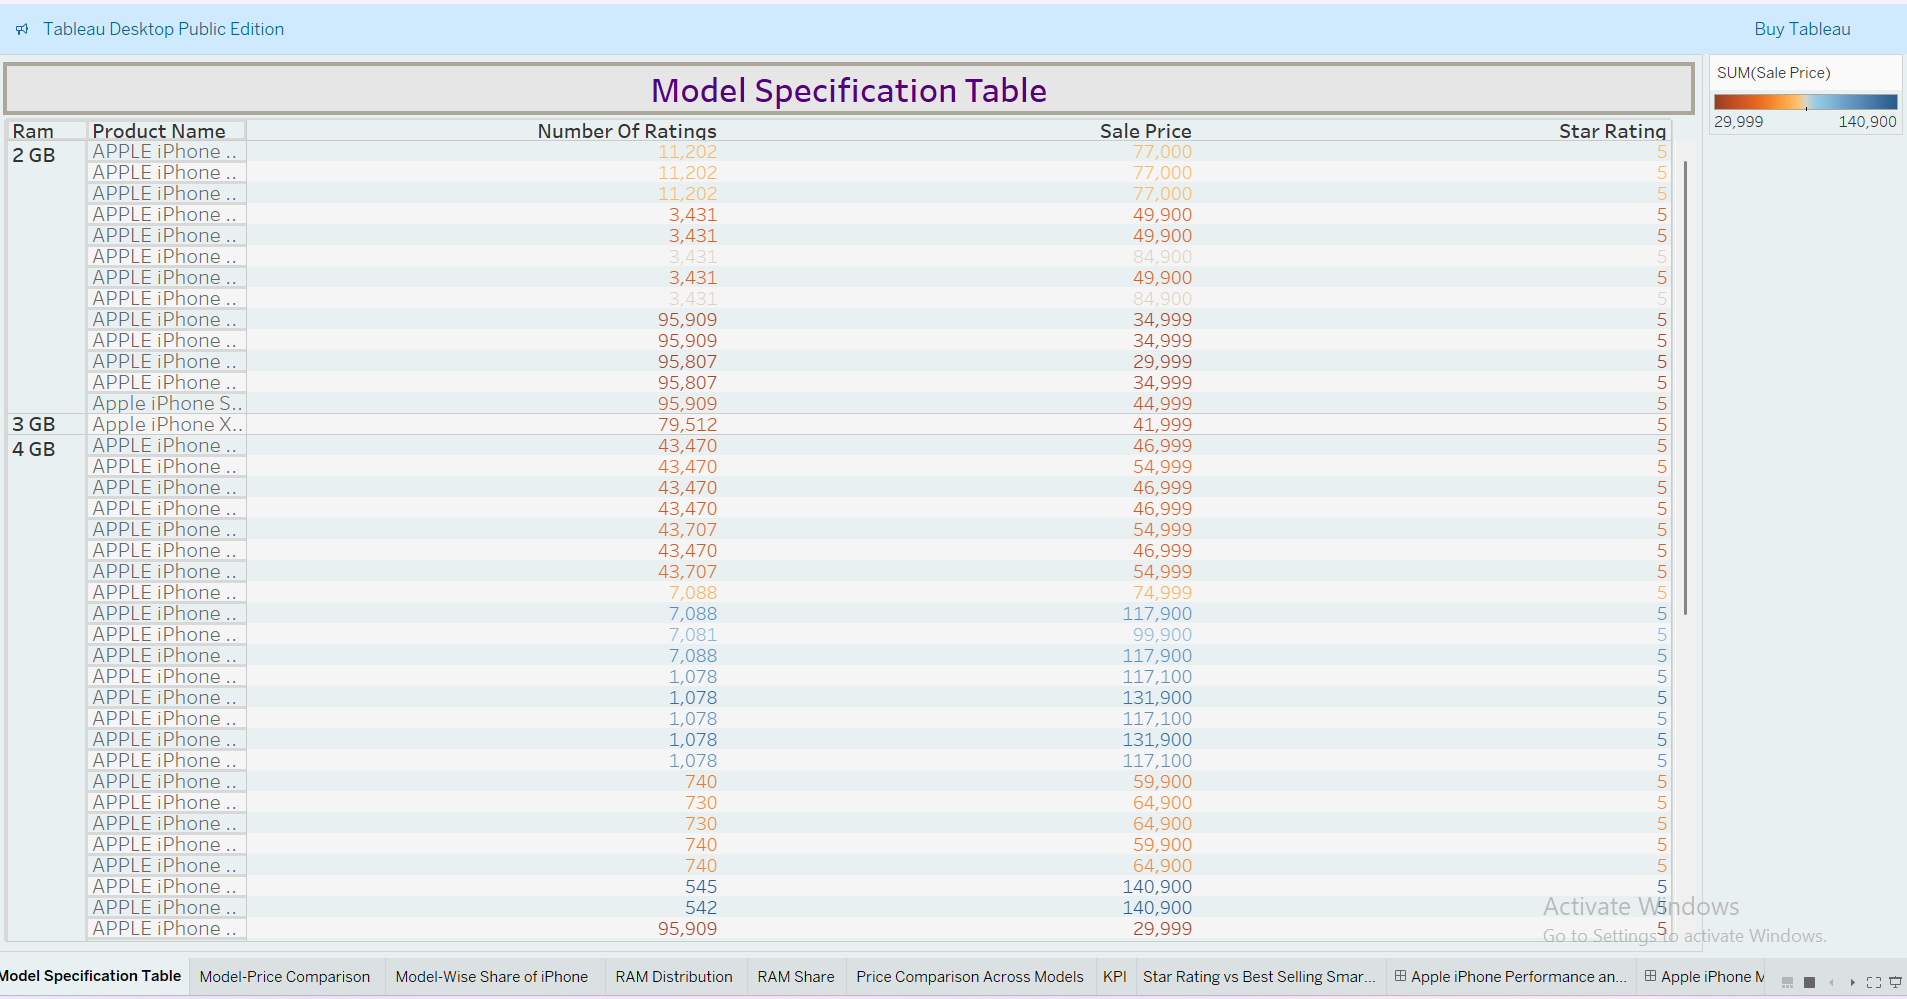 Tableau Desktop Public Edition Buy Tableau
Model Specification Table
SUM(Sale Price)
29,999 140,900
Ram Product Name Number Of Ratings Sale Price Star Rating
2 GB APPLE iPhone .. 11,202 77,000 5
APPLE iPhone .. 11,202 77,000 5
APPLE iPhone .. 11,202 77,000 5
APPLE iPhone .. 3,431 49,900 5
APPLE iPhone .. 3,431 49,900 5
APPLE iPhone .. 3,431 84,900 5
APPLE iPhone .. 3,431 49,900 5
APPLE iPhone .. 3,431 84,900 5
APPLE iPhone .. 95,909 34,999 5
APPLE iPhone .. 95,909 34,999 5
APPLE iPhone .. 95,807 29,999 5
APPLE iPhone .. 95,807 34,999 5
Apple iPhone S.. 95,909 44,999 5
3 GB Apple iPhone X.. 79,512 41,999 5
4 GB APPLE iPhone .. 43,470 46,999 5
APPLE iPhone .. 43,470 54,999 5
APPLE iPhone .. 43,470 46,999 5
APPLE iPhone .. 43,470 46,999 5
APPLE iPhone .. 43,707 54,999 5
APPLE iPhone .. 43,470 46,999 5
APPLE iPhone .. 43,707 54,999 5
APPLE iPhone .. 7,088 74,999 5
APPLE iPhone .. 7,088 117,900 5
APPLE iPhone .. 7,081 99,900 5
APPLE iPhone .. 7,088 117,900 5
APPLE iPhone .. 1,078 117,100 5
APPLE iPhone .. 1,078 131,900 5
APPLE iPhone .. 1,078 117,100 5
APPLE iPhone .. 1,078 131,900 5
APPLE iPhone .. 1,078 117,100 5
APPLE iPhone .. 740 59,900 5
APPLE iPhone .. 730 64,900 5
APPLE iPhone .. 730 64,900 5
APPLE iPhone .. 740 59,900 5
APPLE iPhone .. 740 64,900 5
APPLE iPhone .. 545 140,900 5
APPLE iPhone .. 542 140,900 5
APPLE iPhone .. 95,909 29,999 5
Activate Windows
Go to Settings to activate Windows.
Model Specification Table Model-Price Comparison Model-Wise Share of iPhone RAM Distribution RAM Share Price Comparison Across Models KPI Star Rating vs Best Selling Smar... Apple iPhone Performance an... Apple iPhone M